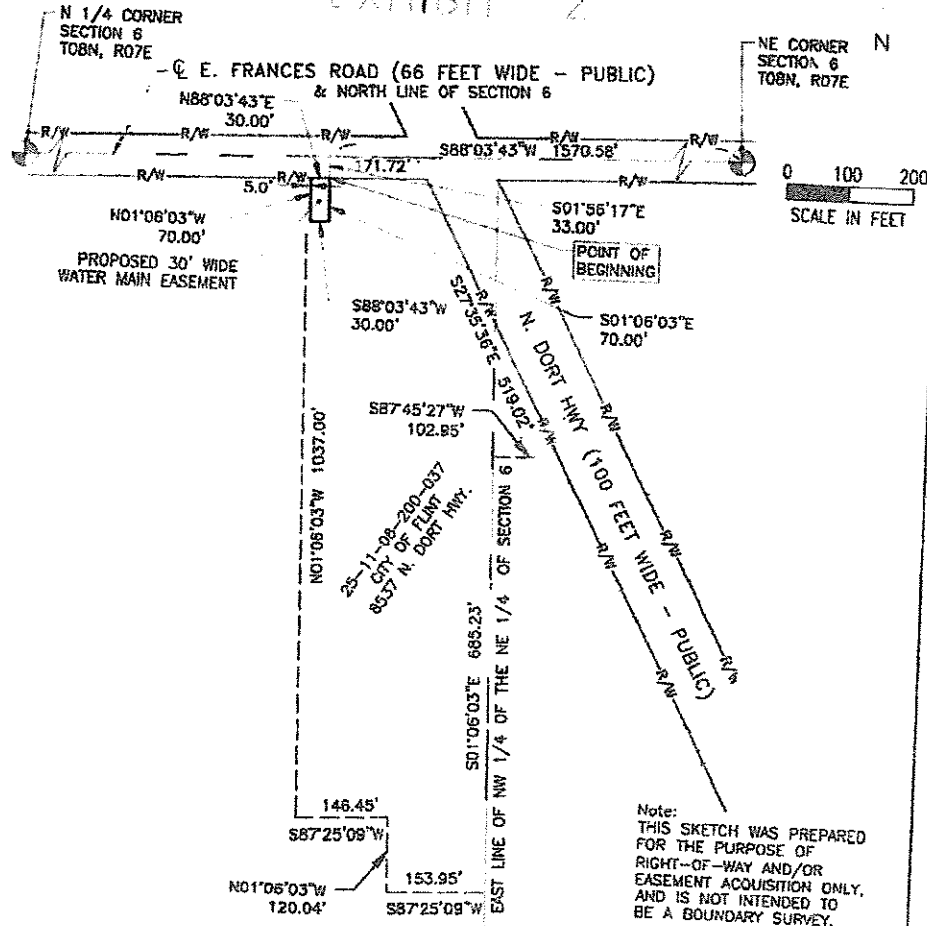 EXHIBIT 2
N 1/4 CORNER
SECTION 6
T08N, R07E
NE CORNER
SECTION 6
T08N, R07E
N
℄ E. FRANCES ROAD (66 FEET WIDE - PUBLIC)
& NORTH LINE OF SECTION 6
N88°03'43"E
30.00'
R/W
R/W
R/W
R/W
R/W
S88°03'43"W 1570.58'
171.72'
R/W
R/W
R/W
5.0'
0 100 200
SCALE IN FEET
N01°06'03"W
70.00'
PROPOSED 30' WIDE
WATER MAIN EASEMENT
S01°56'17"E
33.00'
POINT OF
BEGINNING
S88°03'43"W
30.00'
S01°06'03"E
70.00'
S27°35'36"E 519.02'
R/W
R/W
R/W
R/W
N. DORT HWY (100 FEET WIDE - PUBLIC)
R/W
R/W
R/W
R/W
R/W
S87°45'27"W
102.95'
N01°06'03"W 1037.00'
25-11-08-200-037
CITY OF FLINT
8537 N. DORT HWY.
S01°06'03"E 685.23'
EAST LINE OF NW 1/4 OF THE NE 1/4 OF SECTION 6
146.45'
S87°25'09"W
N01°06'03"W
120.04'
153.95'
S87°25'09"W
Note:
THIS SKETCH WAS PREPARED
FOR THE PURPOSE OF
RIGHT-OF-WAY AND/OR
EASEMENT ACQUISITION ONLY,
AND IS NOT INTENDED TO
BE A BOUNDARY SURVEY.